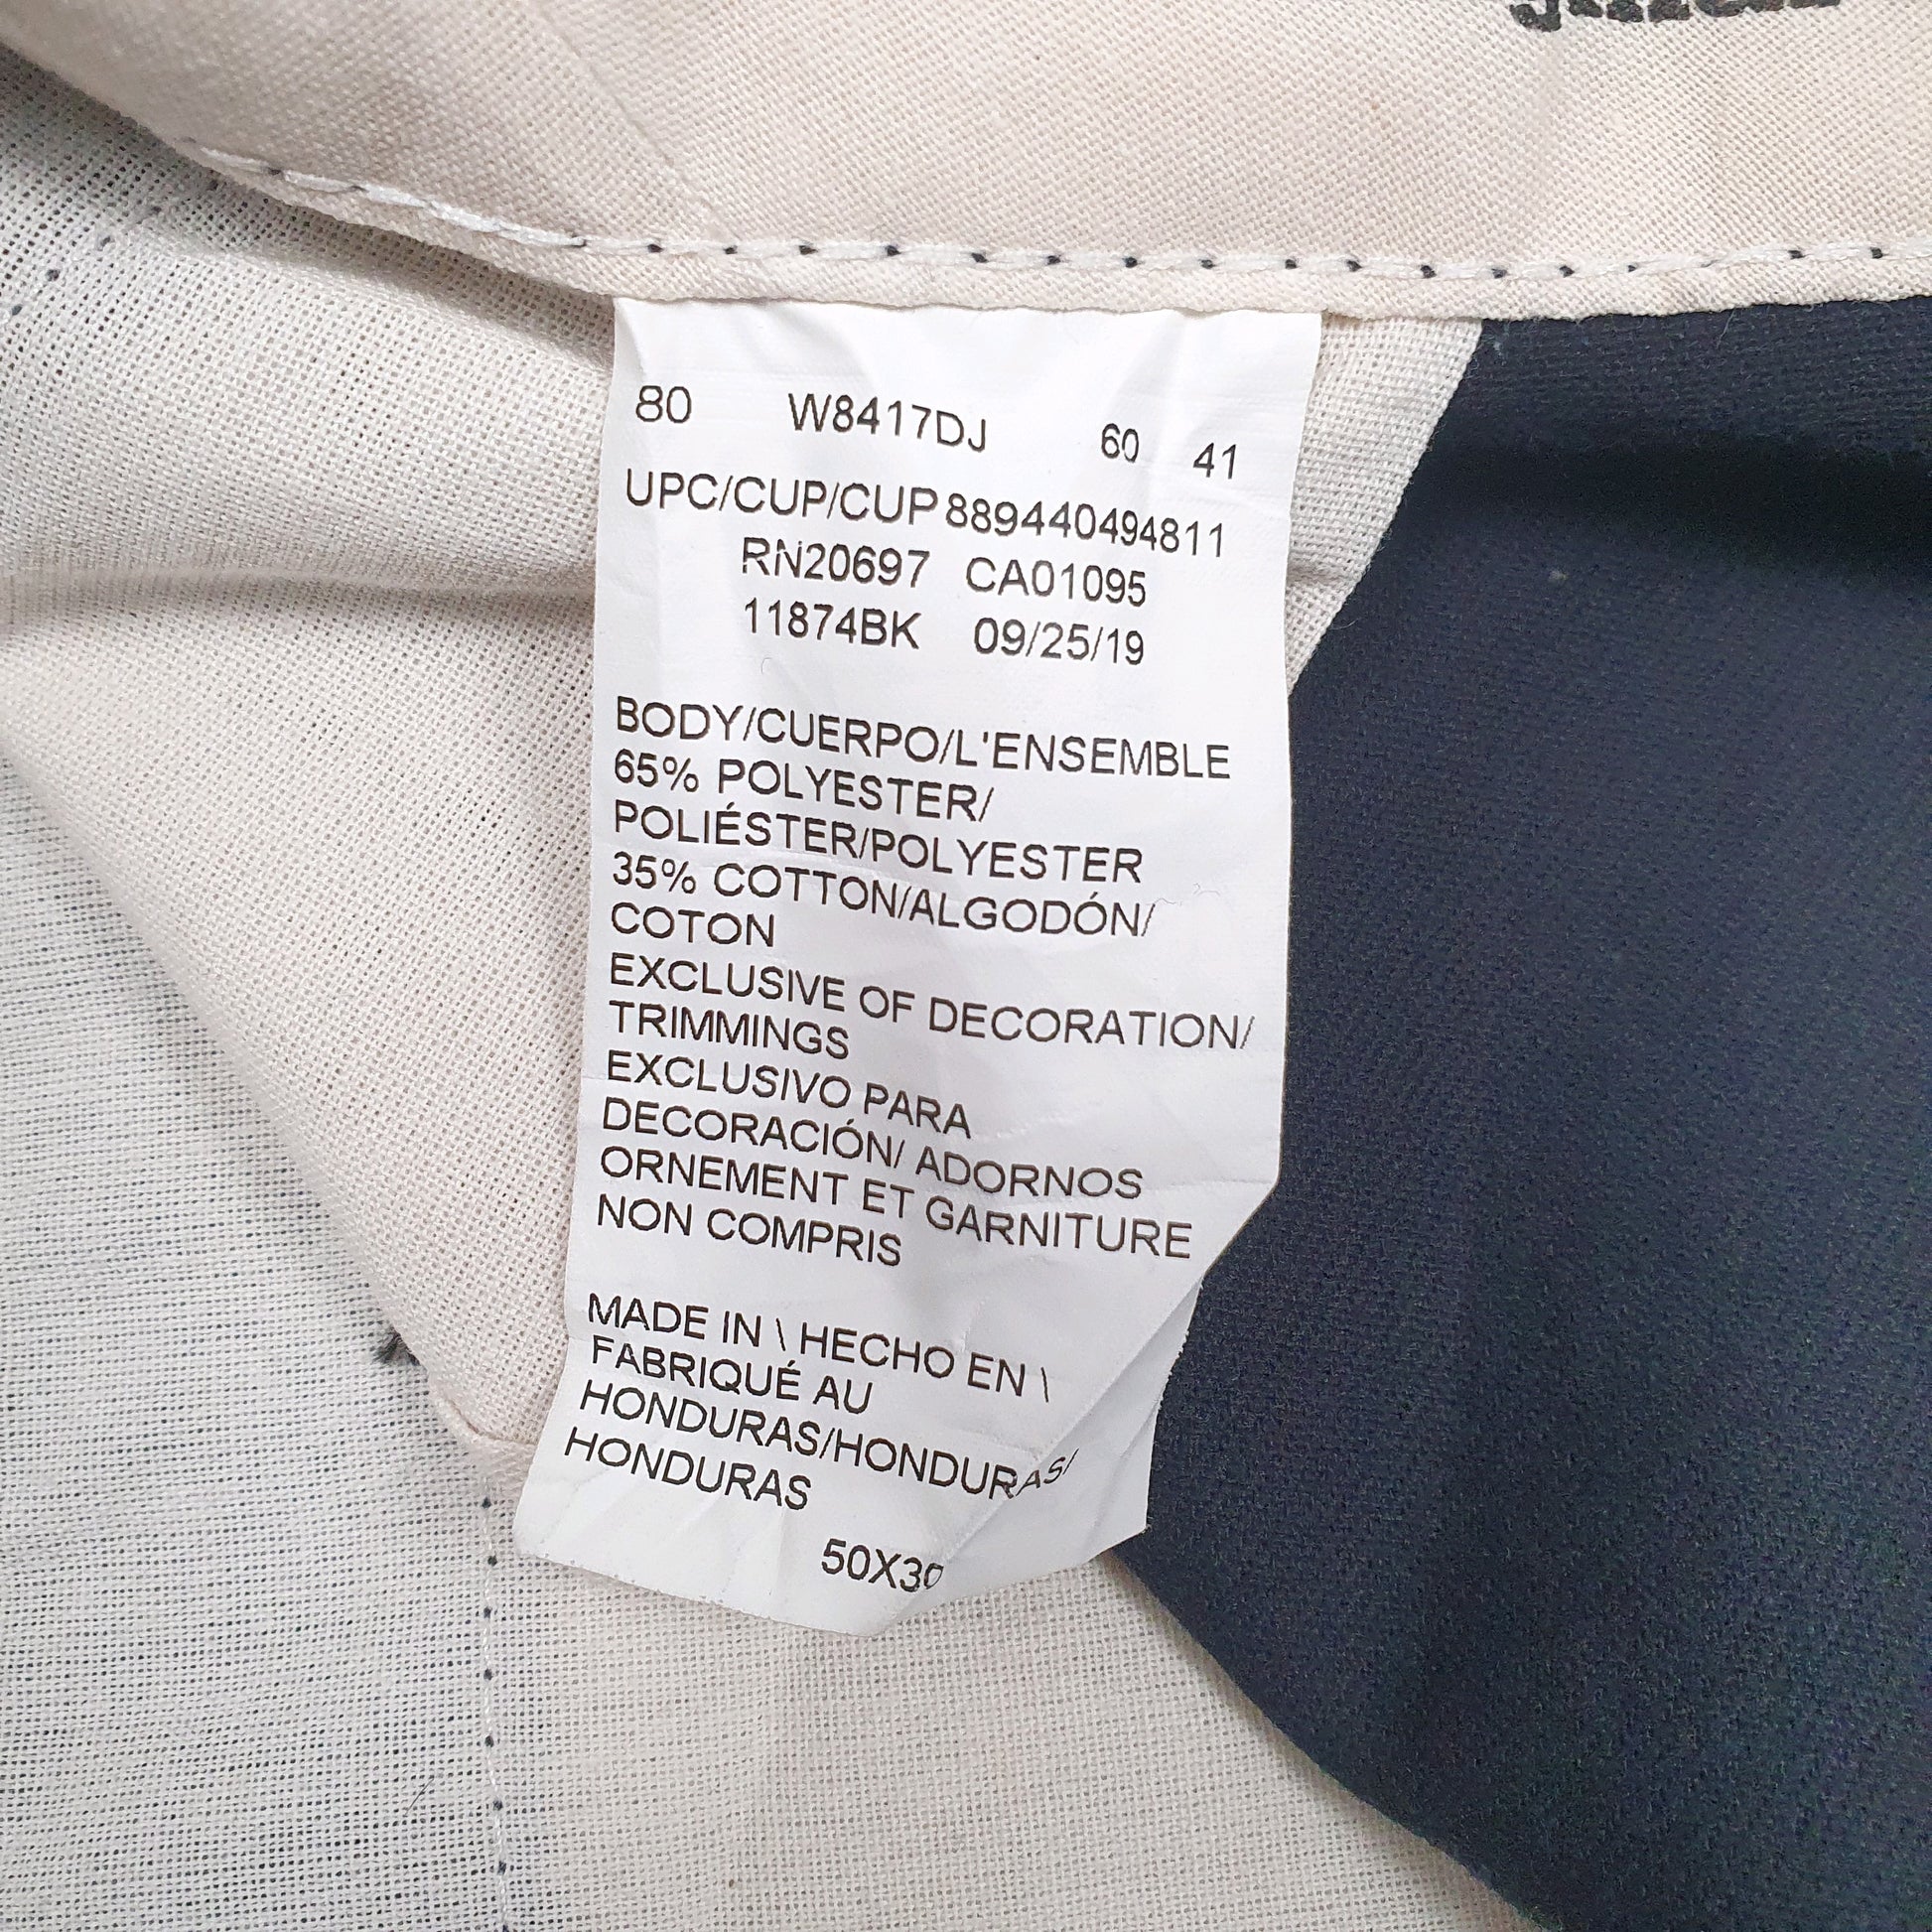 80 W8417DJ 60 41
UPC/CUP/CUP 889440494811
RN20697 CA01095
11874BK 09/25/19
BODY/CUERPO/L'ENSEMBLE
65% POLYESTER/
POLIÉSTER/POLYESTER
35% COTTON/ALGODÓN/
COTON
EXCLUSIVE OF DECORATION/
TRIMMINGS
EXCLUSIVO PARA
DECORACIÓN/ ADORNOS
ORNEMENT ET GARNITURE
NON COMPRIS
MADE IN \ HECHO EN \
FABRIQUÉ AU
HONDURAS/HONDURAS/
HONDURAS
50X30